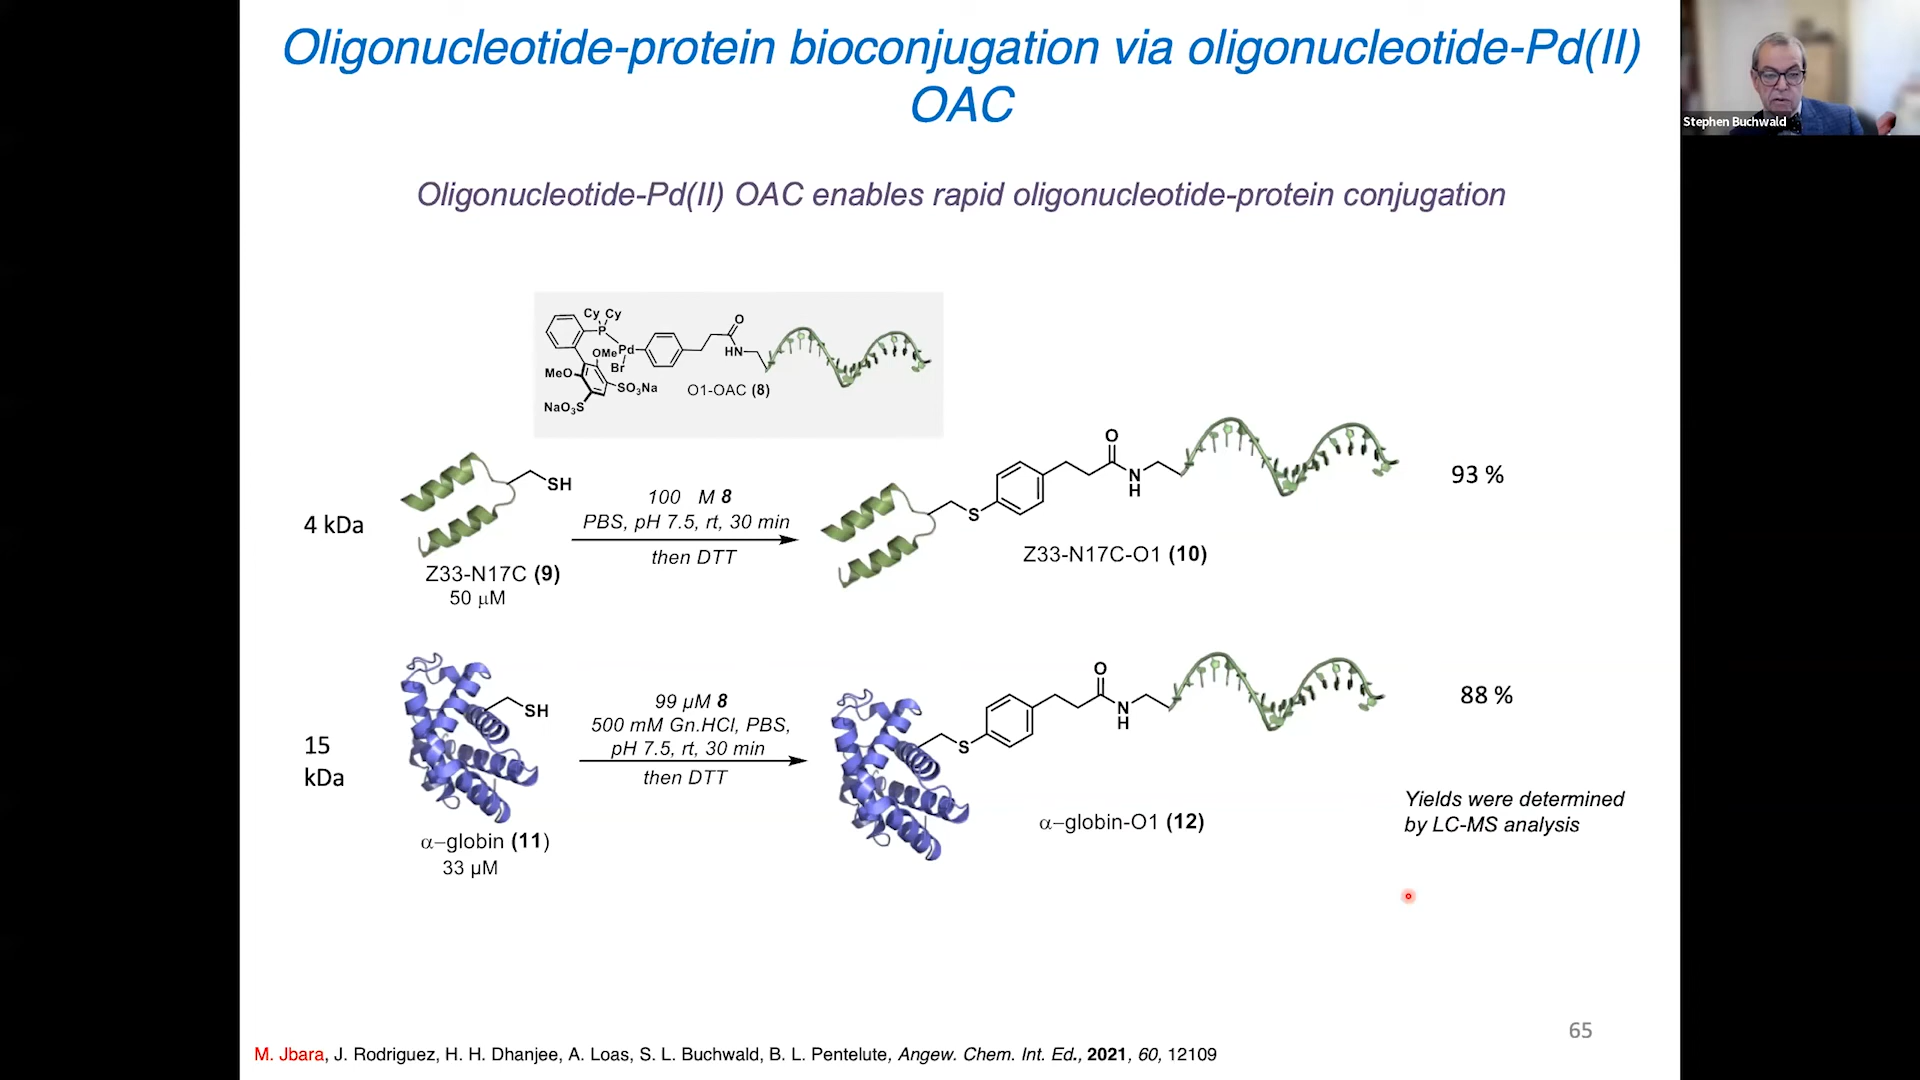 Oligonucleotide-protein bioconjugation via oligonucleotide-Pd(II)
OAC
Stephen Buchwald
Oligonucleotide-Pd(II) OAC enables rapid oligonucleotide-protein conjugation
Cy Cy
P
OMe Pd
Br
MeO
SO3Na
NaO3S
O
HN
O1-OAC (8)
4 kDa
SH
Z33-N17C (9)
50 μM
100 M 8
PBS, pH 7.5, rt, 30 min
then DTT
S
O
N
H
Z33-N17C-O1 (10)
93 %
15
kDa
SH
α–globin (11)
33 μM
99 μM 8
500 mM Gn.HCl, PBS,
pH 7.5, rt, 30 min
then DTT
S
O
N
H
α–globin-O1 (12)
88 %
Yields were determined
by LC-MS analysis
65
M. Jbara, J. Rodriguez, H. H. Dhanjee, A. Loas, S. L. Buchwald, B. L. Pentelute, Angew. Chem. Int. Ed., 2021, 60, 12109